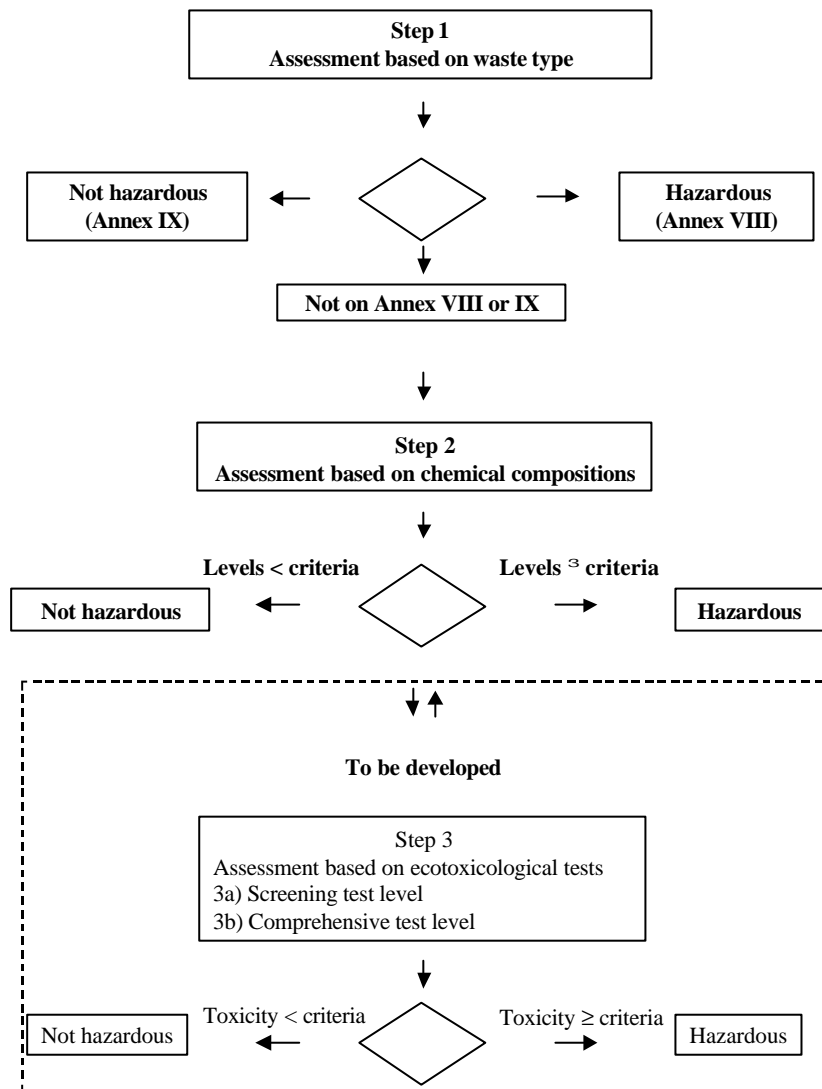 Step 1
Assessment based on waste type
Not hazardous
(Annex IX)
Hazardous
(Annex VIII)
Not on Annex VIII or IX
Step 2
Assessment based on chemical compositions
Levels < criteria
Levels ³ criteria
Not hazardous
Hazardous
To be developed
Step 3
Assessment based on ecotoxicological tests
3a) Screening test level
3b) Comprehensive test level
Toxicity < criteria
Toxicity ≥ criteria
Not hazardous
Hazardous